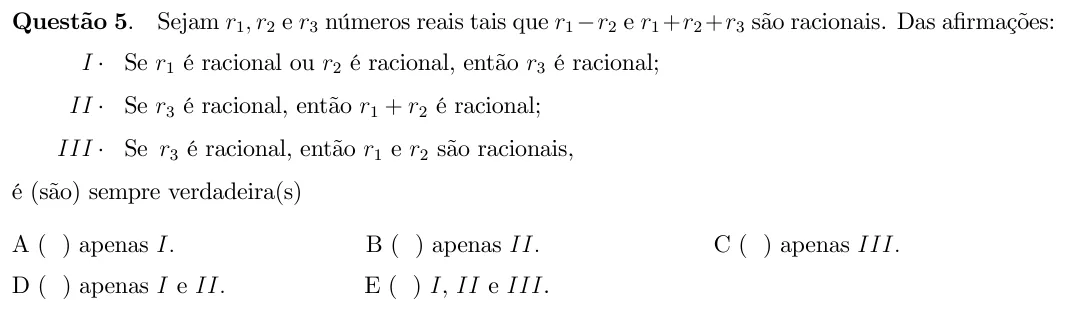 Questão 5. Sejam r₁, r₂ e r₃ números reais tais que r₁−r₂ e r₁+r₂+r₃ são racionais. Das afirmações:
I · Se r₁ é racional ou r₂ é racional, então r₃ é racional;
II · Se r₃ é racional, então r₁ + r₂ é racional;
III · Se r₃ é racional, então r₁ e r₂ são racionais,
é (são) sempre verdadeira(s)
A ( ) apenas I. B ( ) apenas II. C ( ) apenas III.
D ( ) apenas I e II. E ( ) I, II e III.